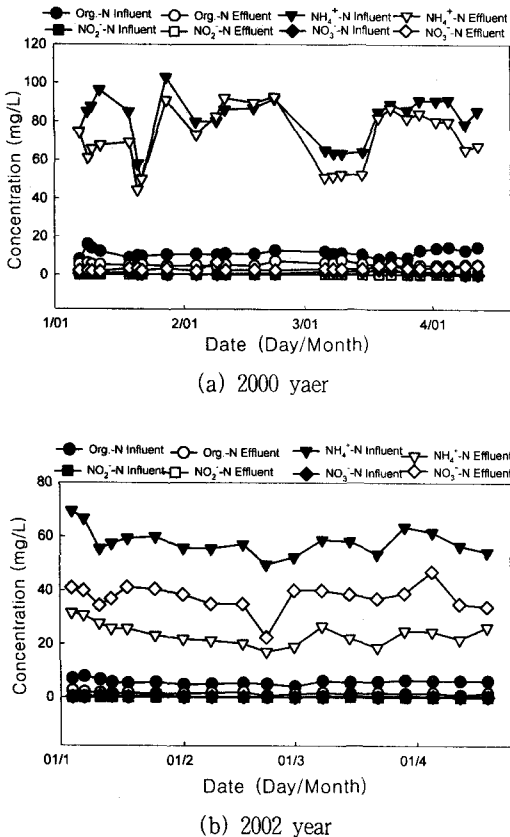 Org.-N Influent Org.-N Effluent NH₄⁺-N Influent NH₄⁺-N Effluent
NO₂⁻-N Influent NO₂⁻-N Effluent NO₃⁻-N Influent NO₃⁻-N Effluent
120
100
80
60
40
20
0
Concentration (mg/L)
1/01 2/01 3/01 4/01
Date (Day/Month)
(a) 2000 yaer
Org.-N Influent Org.-N Effluent NH₄⁺-N Influent NH₄⁺-N Effluent
NO₂⁻-N Influent NO₂⁻-N Effluent NO₃⁻-N Influent NO₃⁻-N Effluent
80
60
40
20
0
Concentration (mg/L)
01/1 01/2 01/3 01/4
Date (Day/Month)
(b) 2002 year